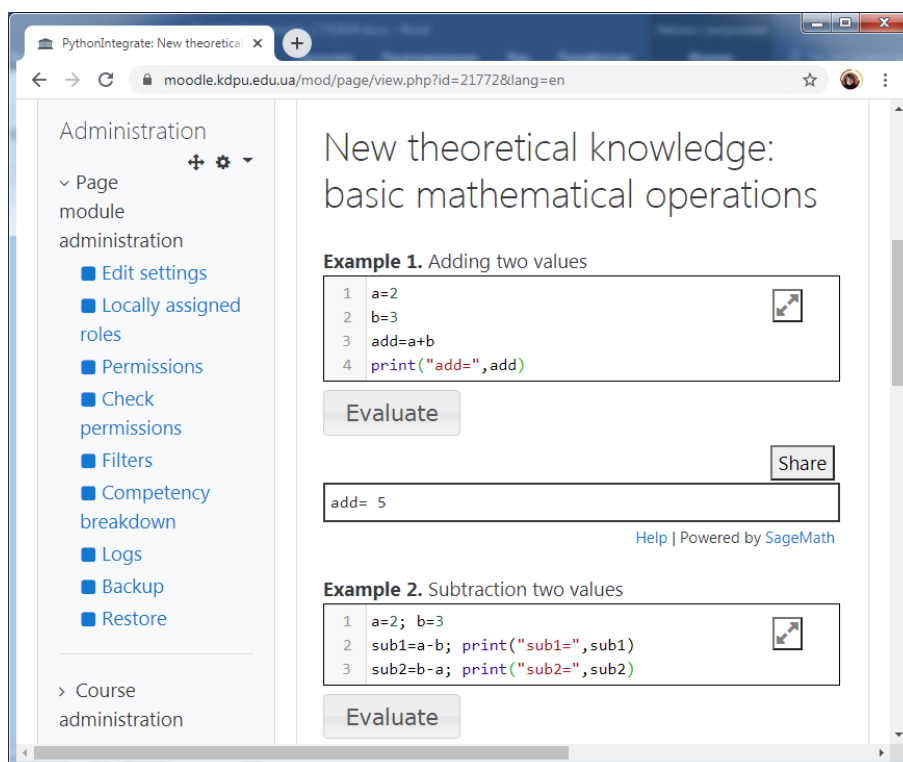 PythonIntegrate: New theoretical
moodle.kdpu.edu.ua/mod/page/view.php?id=21772&lang=en
Administration
Page
module
administration
Edit settings
Locally assigned
roles
Permissions
Check
permissions
Filters
Competency
breakdown
Logs
Backup
Restore
Course
administration
New theoretical knowledge:
basic mathematical operations
Example 1. Adding two values
1 a=2
2 b=3
3 add=a+b
4 print("add=",add)
Evaluate
Share
add= 5
Help | Powered by SageMath
Example 2. Subtraction two values
1 a=2; b=3
2 sub1=a-b; print("sub1=",sub1)
3 sub2=b-a; print("sub2=",sub2)
Evaluate